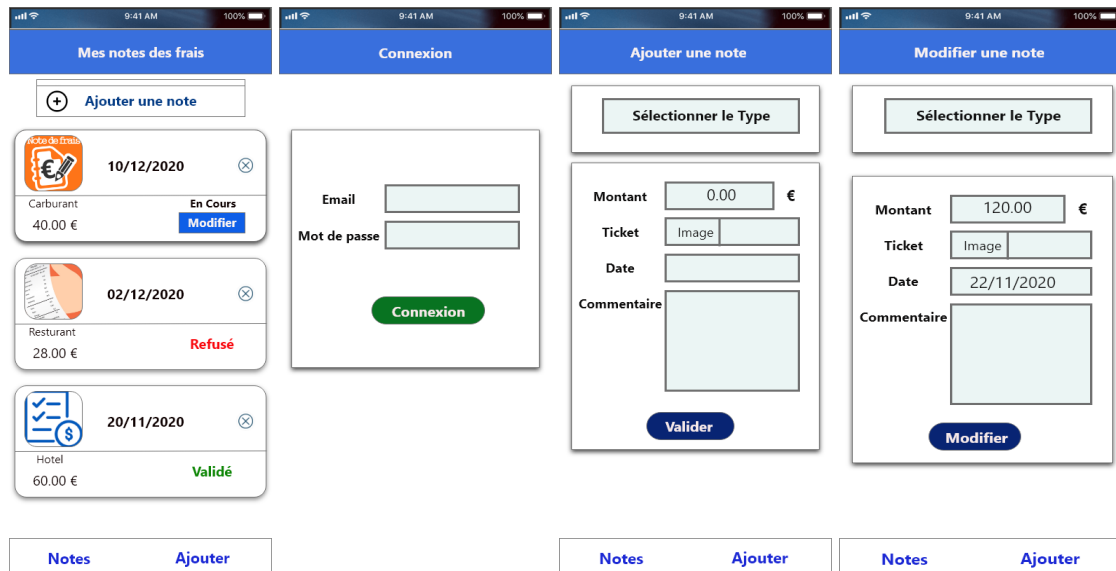 9:41 AM 100%
Mes notes des frais
Ajouter une note
Note de frais
10/12/2020
Carburant
En Cours
40.00 €
Modifier
02/12/2020
Resturant
28.00 €
Refusé
20/11/2020
Hotel
60.00 €
Validé
Notes Ajouter
9:41 AM 100%
Connexion
Email
Mot de passe
Connexion
9:41 AM 100%
Ajouter une note
Sélectionner le Type
Montant 0.00 €
Ticket Image
Date
Commentaire
Valider
Notes Ajouter
9:41 AM 100%
Modifier une note
Sélectionner le Type
Montant 120.00 €
Ticket Image
Date 22/11/2020
Commentaire
Modifier
Notes Ajouter